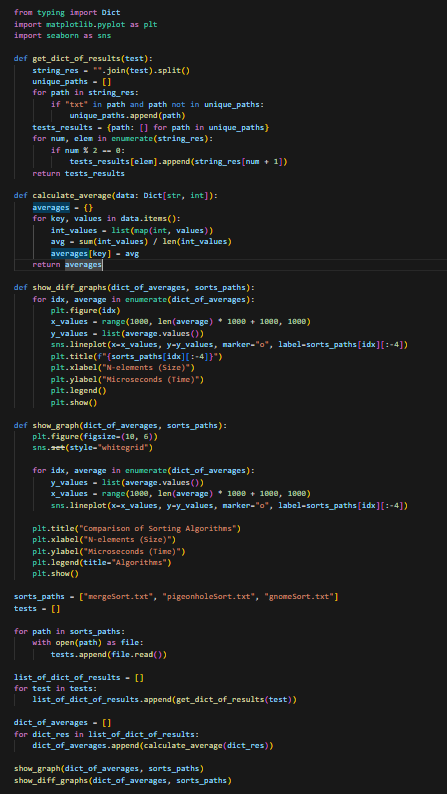 from typing import Dict
import matplotlib.pyplot as plt
import seaborn as sns

def get_dict_of_results(test):
    string_res = "".join(test).split()
    unique_paths = []
    for path in string_res:
        if "txt" in path and path not in unique_paths:
            unique_paths.append(path)
    tests_results = {path: [] for path in unique_paths}
    for num, elem in enumerate(string_res):
        if num % 2 == 0:
            tests_results[elem].append(string_res[num + 1])
    return tests_results

def calculate_average(data: Dict[str, int]):
    averages = {}
    for key, values in data.items():
        int_values = list(map(int, values))
        avg = sum(int_values) / len(int_values)
        averages[key] = avg
    return averages

def show_diff_graphs(dict_of_averages, sorts_paths):
    for idx, average in enumerate(dict_of_averages):
        plt.figure(idx)
        x_values = range(1000, len(average) * 1000 + 1000, 1000)
        y_values = list(average.values())
        sns.lineplot(x=x_values, y=y_values, marker="o", label=sorts_paths[idx][:-4])
        plt.title(f"{sorts_paths[idx][:-4]}")
        plt.xlabel("N-elements (Size)")
        plt.ylabel("Microseconds (Time)")
        plt.legend()
        plt.show()

def show_graph(dict_of_averages, sorts_paths):
    plt.figure(figsize=(10, 6))
    sns.set(style="whitegrid")

    for idx, average in enumerate(dict_of_averages):
        y_values = list(average.values())
        x_values = range(1000, len(average) * 1000 + 1000, 1000)
        sns.lineplot(x=x_values, y=y_values, marker="o", label=sorts_paths[idx][:-4])

    plt.title("Comparison of Sorting Algorithms")
    plt.xlabel("N-elements (Size)")
    plt.ylabel("Microseconds (Time)")
    plt.legend(title="Algorithms")
    plt.show()

sorts_paths = ["mergeSort.txt", "pigeonholeSort.txt", "gnomeSort.txt"]
tests = []

for path in sorts_paths:
    with open(path) as file:
        tests.append(file.read())

list_of_dict_of_results = []
for test in tests:
    list_of_dict_of_results.append(get_dict_of_results(test))

dict_of_averages = []
for dict_res in list_of_dict_of_results:
    dict_of_averages.append(calculate_average(dict_res))

show_graph(dict_of_averages, sorts_paths)
show_diff_graphs(dict_of_averages, sorts_paths)